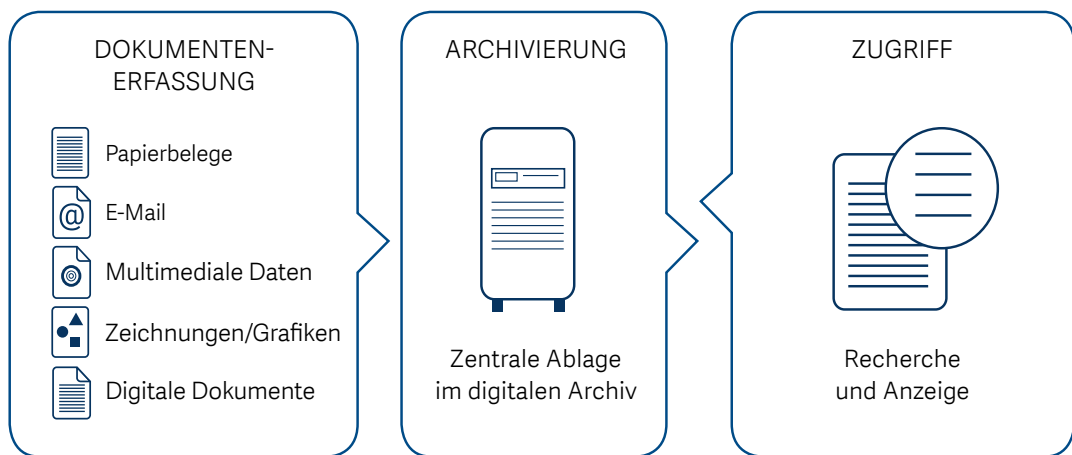 DOKUMENTEN-
ERFASSUNG
Papierbelege
E-Mail
Multimediale Daten
Zeichnungen/Grafiken
Digitale Dokumente
ARCHIVIERUNG
Zentrale Ablage
im digitalen Archiv
ZUGRIFF
Recherche
und Anzeige